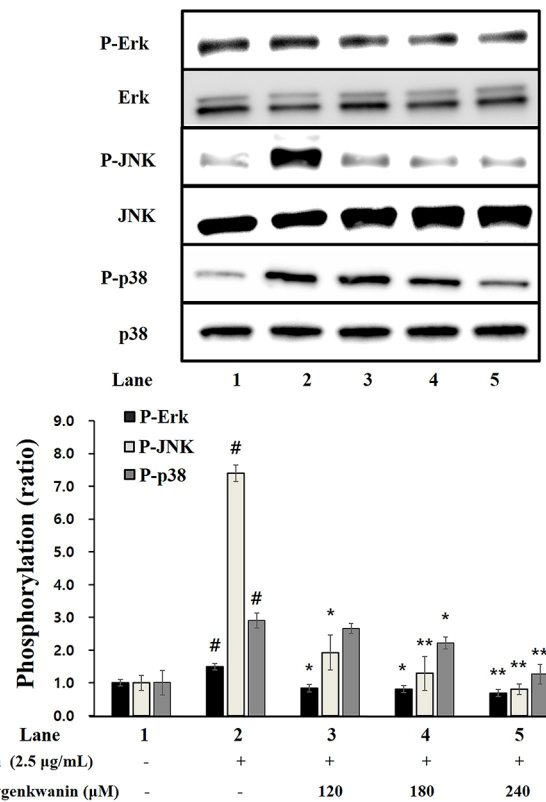 P-Erk
Erk
P-JNK
JNK
P-p38
p38
Lane 1 2 3 4 5
9.0
8.0
7.0
6.0
5.0
4.0
3.0
2.0
1.0
0.0
Phosphorylation (ratio)
P-Erk
P-JNK
P-p38
# # #
* *
* ** *
** ** **
Lane 1 2 3 4 5
(2.5 µg/mL) - + + + +
ygenkwanin (µM) - - 120 180 240